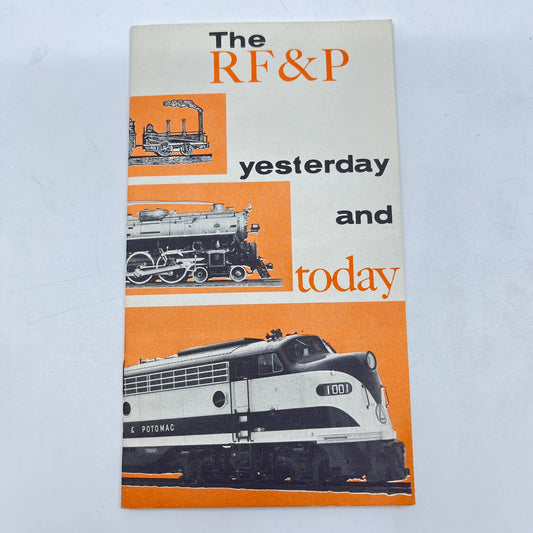 The
RF&P
yesterday
and
today
1001
& POTOMAC